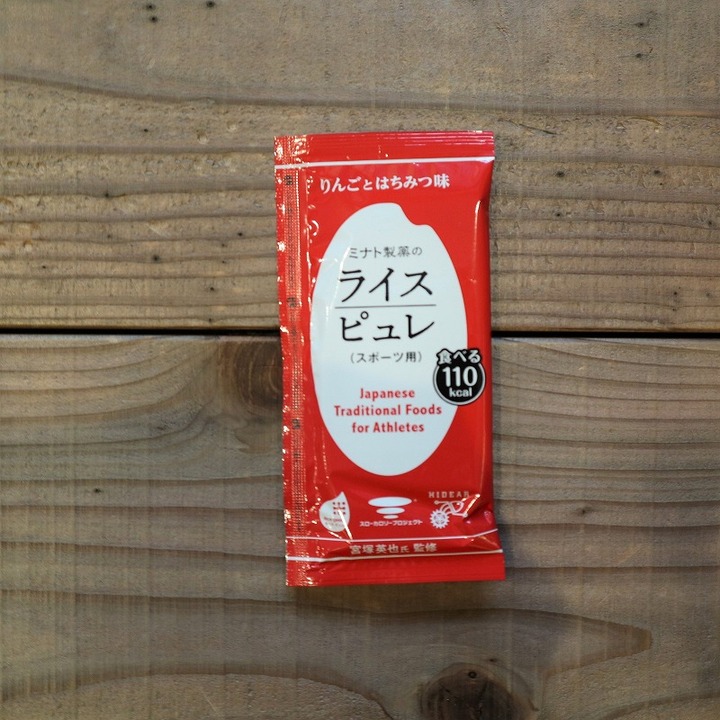 りんごとはちみつ味
ミナト製薬の
ライス
ピュレ
(スポーツ用)
食べる
110
kcal
Japanese
Traditional Foods
for Athletes
HIDEAR
スローカロリープロジェクト
宮塚英也氏 監修